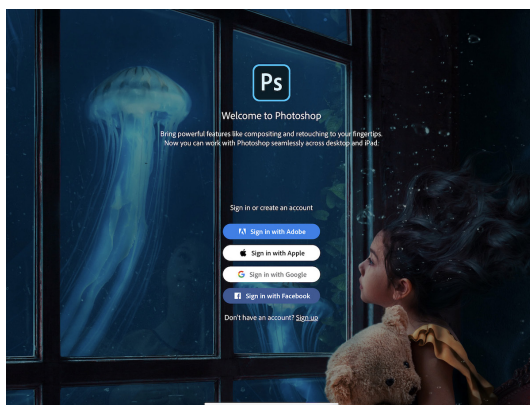 Ps
Welcome to Photoshop
Bring powerful features like compositing and retouching to your fingertips.
Now you can work with Photoshop seamlessly across desktop and iPad.
Sign in or create an account
Sign in with Adobe
Sign in with Apple
Sign in with Google
Sign in with Facebook
Don't have an account? Sign up